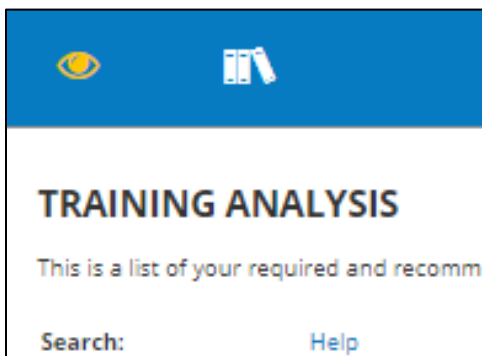 TRAINING ANALYSIS
This is a list of your required and recomm
Search: Help